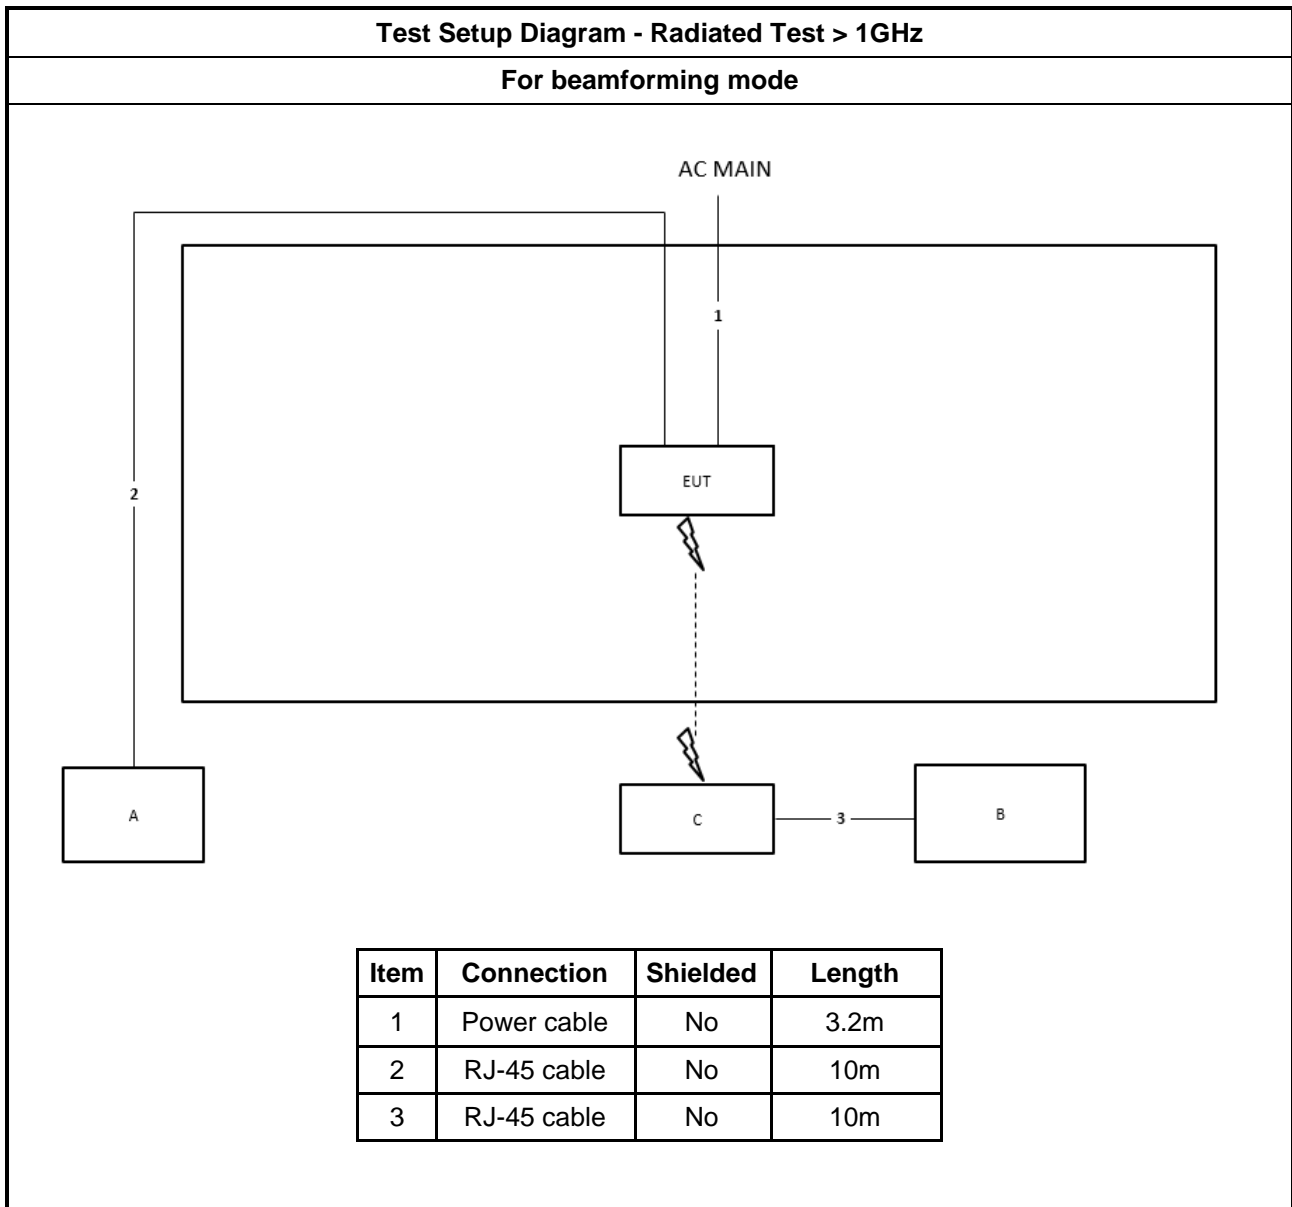 Test Setup Diagram - Radiated Test > 1GHz
For beamforming mode
AC MAIN
1
2
EUT
A
C
3
B
Item Connection Shielded Length
1 Power cable No 3.2m
2 RJ-45 cable No 10m
3 RJ-45 cable No 10m